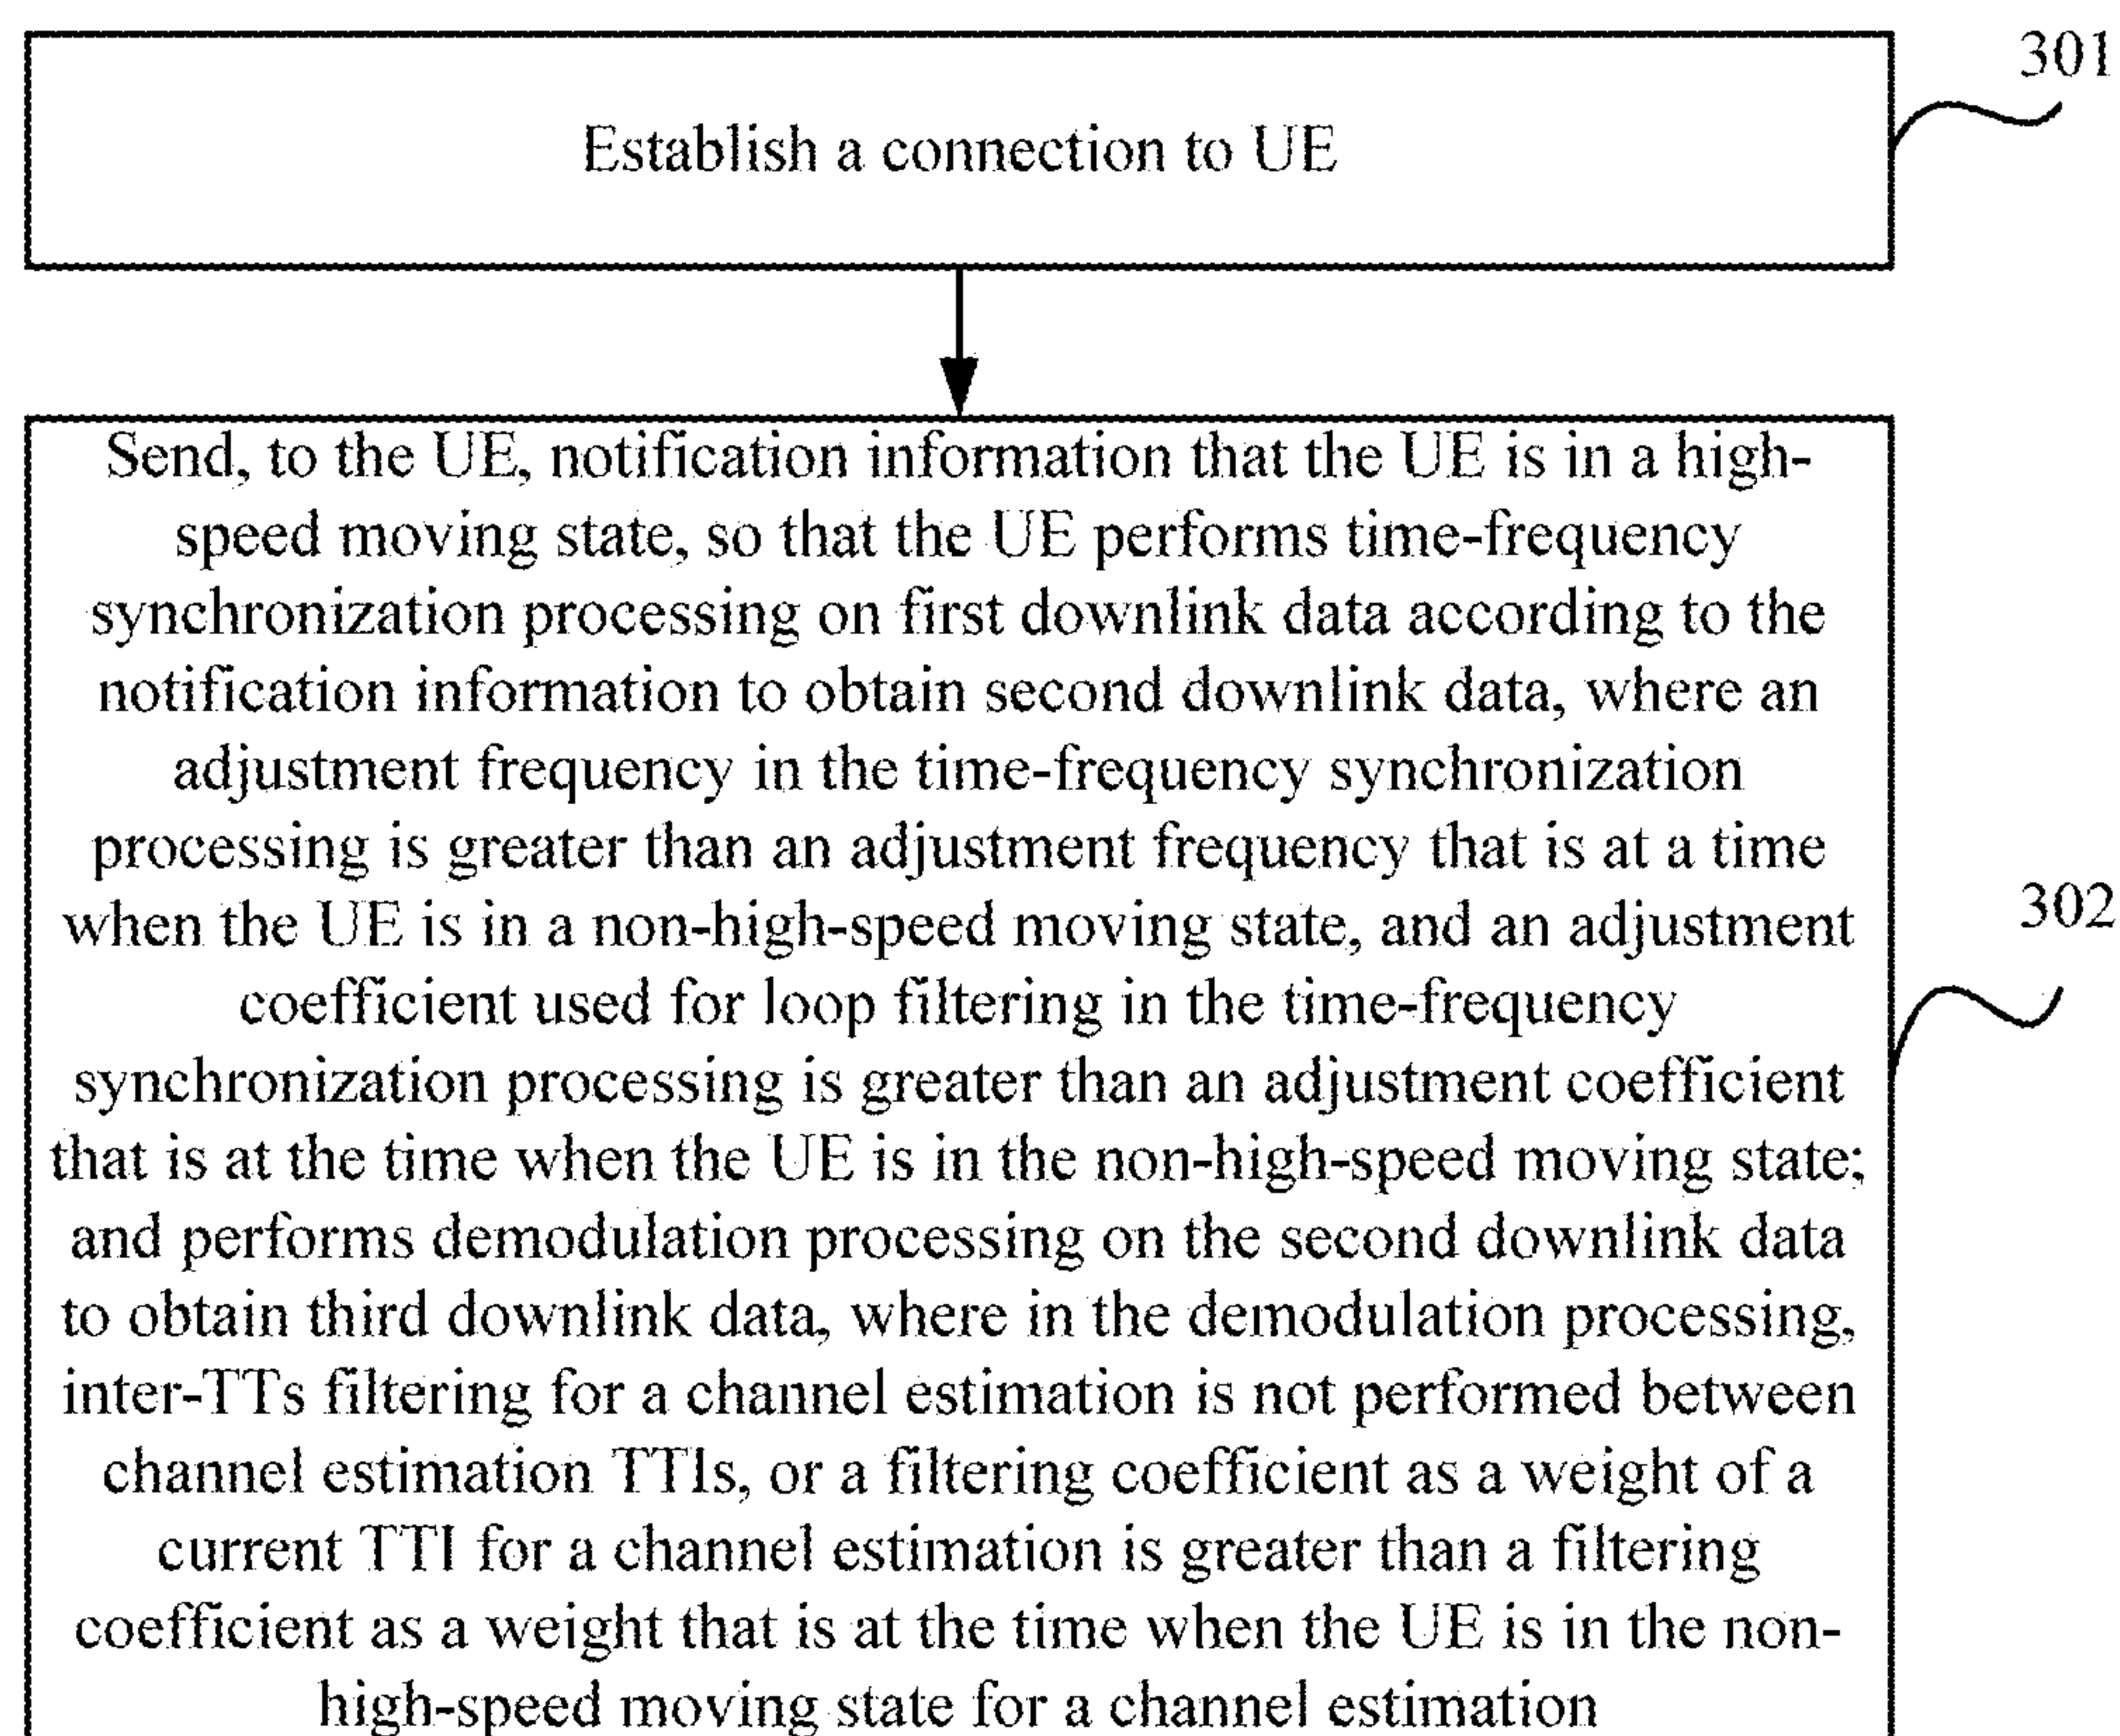 301
Establish a connection to UE
Send, to the UE, notification information that the UE is in a high-
speed moving state, so that the UE performs time-frequency
synchronization processing on first downlink data according to the
notification information to obtain second downlink data, where an
adjustment frequency in the time-frequency synchronization
processing is greater than an adjustment frequency that is at a time
when the UE is in a non-high-speed moving state, and an adjustment
302
coefficient used for loop filtering in the time-frequency
synchronization processing is greater than an adjustment coefficient
that is at the time when the UE is in the non-high-speed moving state;
and performs demodulation processing on the second downlink data
to obtain third downlink data, where in the demodulation processing,
inter-TTs filtering for a channel estimation is not performed between
channel estimation TTIs, or a filtering coefficient as a weight of a
current TTI for a channel estimation is greater than a filtering
coefficient as a weight that is at the time when the UE is in the non-
high-speed moving state for a channel estimation